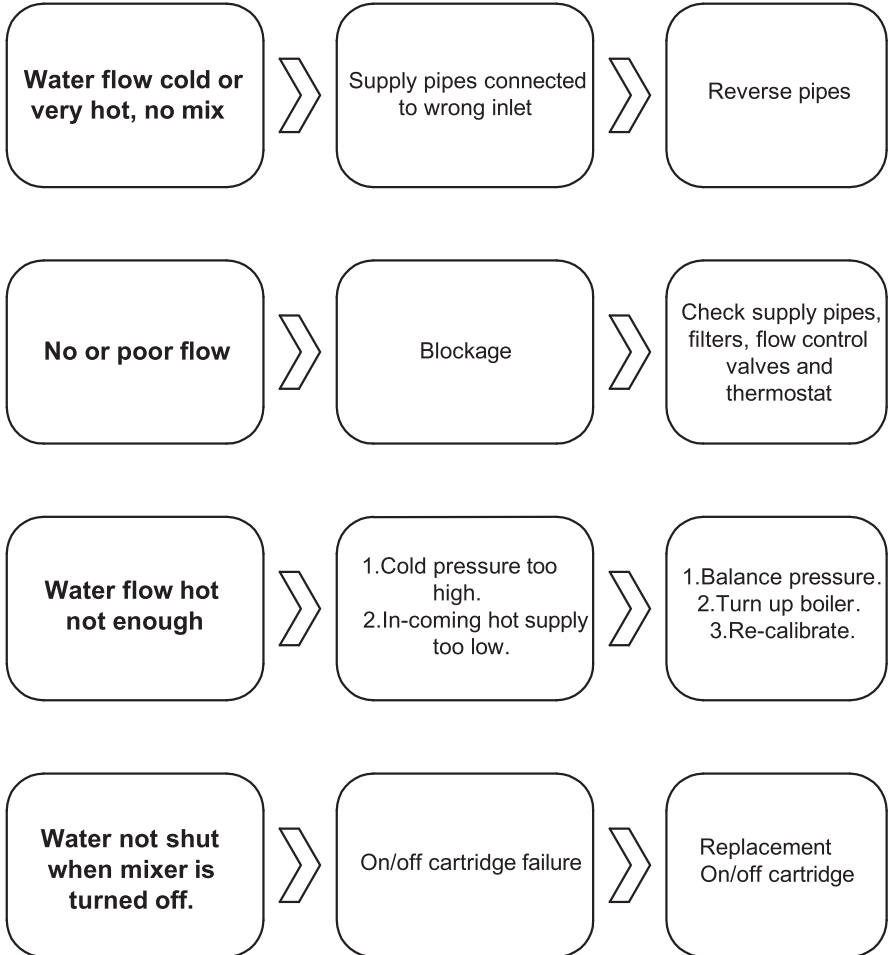 Water flow cold or
very hot, no mix
Supply pipes connected
to wrong inlet
Reverse pipes
No or poor flow
Blockage
Check supply pipes,
filters, flow control
valves and
thermostat
Water flow hot
not enough
1.Cold pressure too
high.
2.In-coming hot supply
too low.
1.Balance pressure.
2.Turn up boiler.
3.Re-calibrate.
Water not shut
when mixer is
turned off.
On/off cartridge failure
Replacement
On/off cartridge